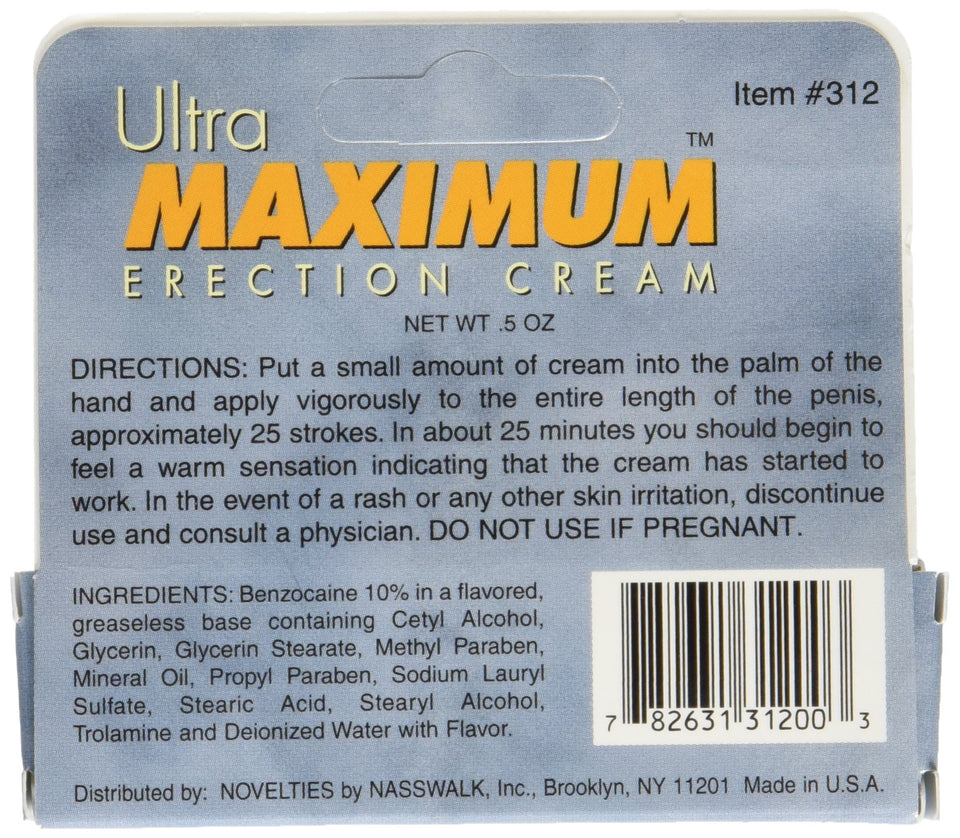 Item #312
Ultra
MAXIMUM™
ERECTION CREAM
NET WT .5 OZ
DIRECTIONS: Put a small amount of cream into the palm of the
hand and apply vigorously to the entire length of the penis,
approximately 25 strokes. In about 25 minutes you should begin to
feel a warm sensation indicating that the cream has started to
work. In the event of a rash or any other skin irritation, discontinue
use and consult a physician. DO NOT USE IF PREGNANT.
INGREDIENTS: Benzocaine 10% in a flavored,
greaseless base containing Cetyl Alcohol,
Glycerin, Glycerin Stearate, Methyl Paraben,
Mineral Oil, Propyl Paraben, Sodium Lauryl
Sulfate, Stearic Acid, Stearyl Alcohol,
Trolamine and Deionized Water with Flavor.
7 82631 31200 3
Distributed by: NOVELTIES by NASSWALK, Inc., Brooklyn, NY 11201 Made in U.S.A.